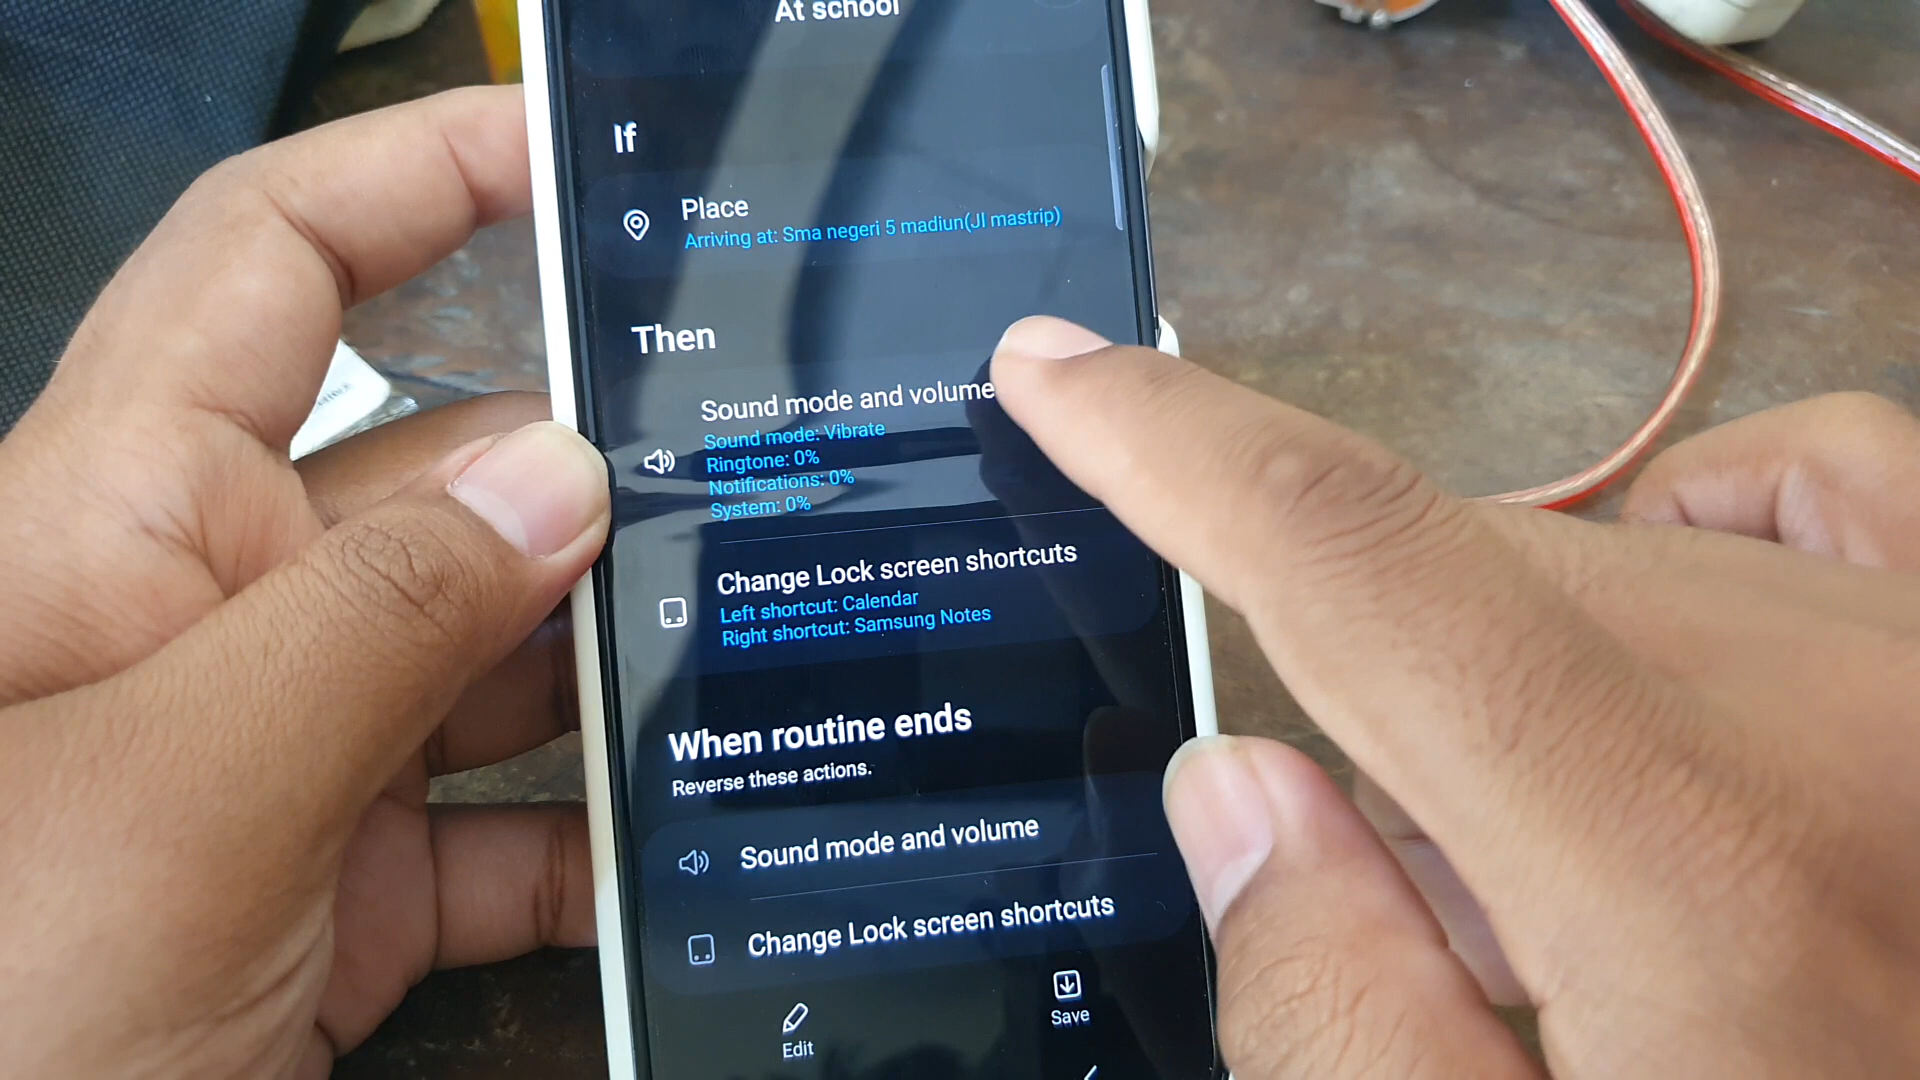 At school
If
Place
Arriving at: Sma negeri 5 madiun(Jl mastrip)
Then
Sound mode and volume
Sound mode: Vibrate
Ringtone: 0%
Notifications: 0%
System: 0%
Change Lock screen shortcuts
Left shortcut: Calendar
Right shortcut: Samsung Notes
When routine ends
Reverse these actions.
Sound mode and volume
Change Lock screen shortcuts
Edit
Save